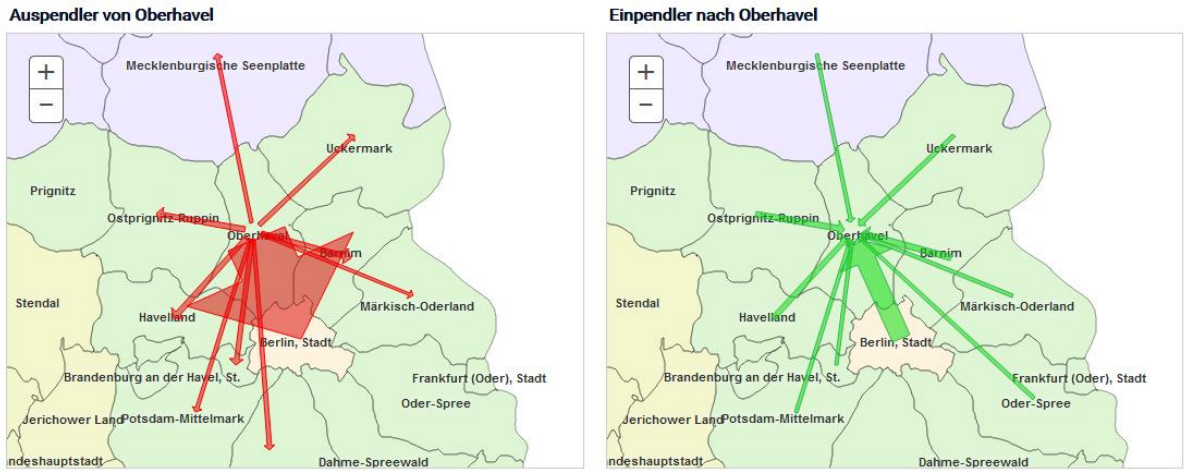 Auspendler von Oberhavel
+
−
Mecklenburgische Seenplatte
Uckermark
Prignitz
Ostprignitz-Ruppin
Oberhavel
Barnim
Stendal
Havelland
Märkisch-Oderland
Berlin, Stadt
Brandenburg an der Havel, St.
Frankfurt (Oder), Stadt
Oder-Spree
Jerichower Land
Potsdam-Mittelmark
ndeshauptstadt
Dahme-Spreewald
Einpendler nach Oberhavel
+
−
Mecklenburgische Seenplatte
Uckermark
Prignitz
Ostprignitz-Ruppin
Oberhavel
Barnim
Stendal
Havelland
Märkisch-Oderland
Berlin, Stadt
Brandenburg an der Havel, St.
Frankfurt (Oder), Stadt
Oder-Spree
Jerichower Land
Potsdam-Mittelmark
ndeshauptstadt
Dahme-Spreewald